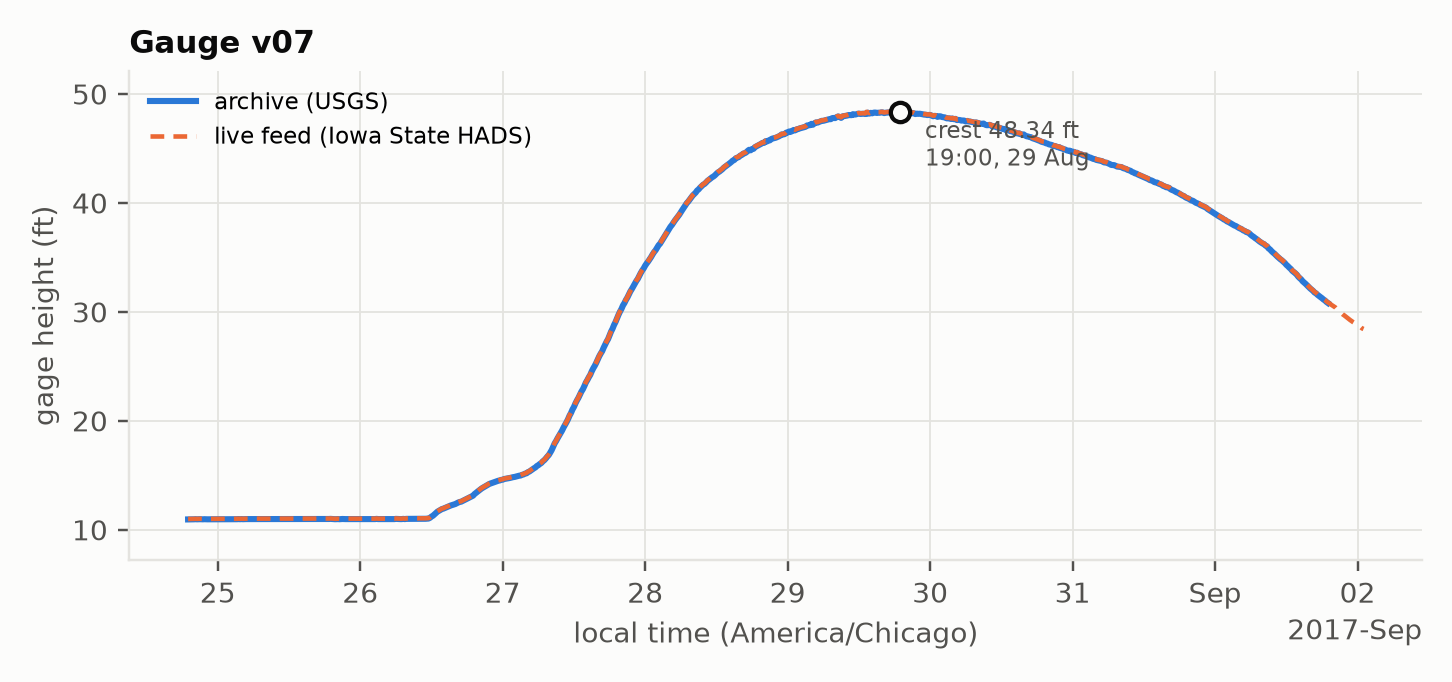 Gauge v07
50
40
30
20
10
gage height (ft)
archive (USGS)
live feed (Iowa State HADS)
crest 48.34 ft
19:00, 29 Aug
25 26 27 28 29 30 31 Sep 02
2017-Sep
local time (America/Chicago)